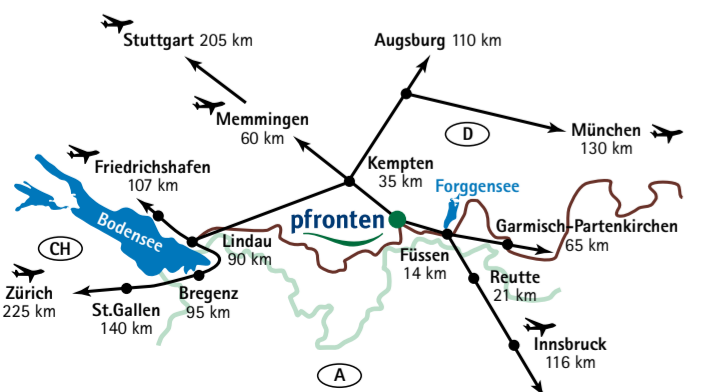 Stuttgart 205 km
Augsburg 110 km
Memmingen
60 km
D
München
130 km
Friedrichshafen
107 km
Kempten
35 km
Forggensee
Bodensee
pfronten
Garmisch-Partenkirchen
65 km
CH
Lindau
90 km
Füssen
14 km
Reutte
21 km
Zürich
225 km
St.Gallen
140 km
Bregenz
95 km
Innsbruck
116 km
A